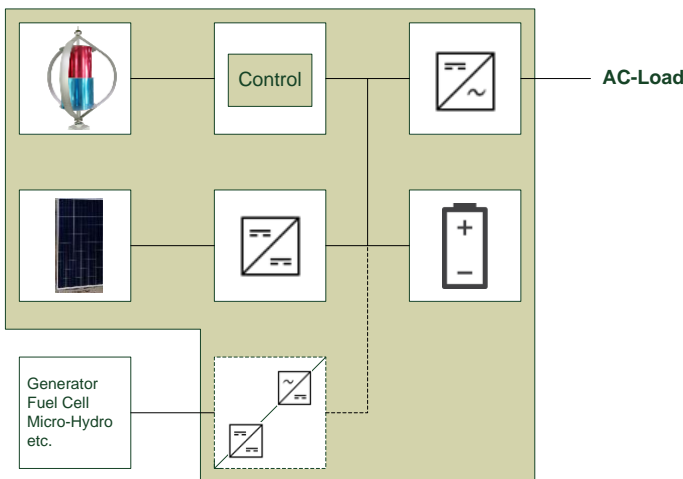 Control
AC-Load
+
−
Generator
Fuel Cell
Micro-Hydro
etc.